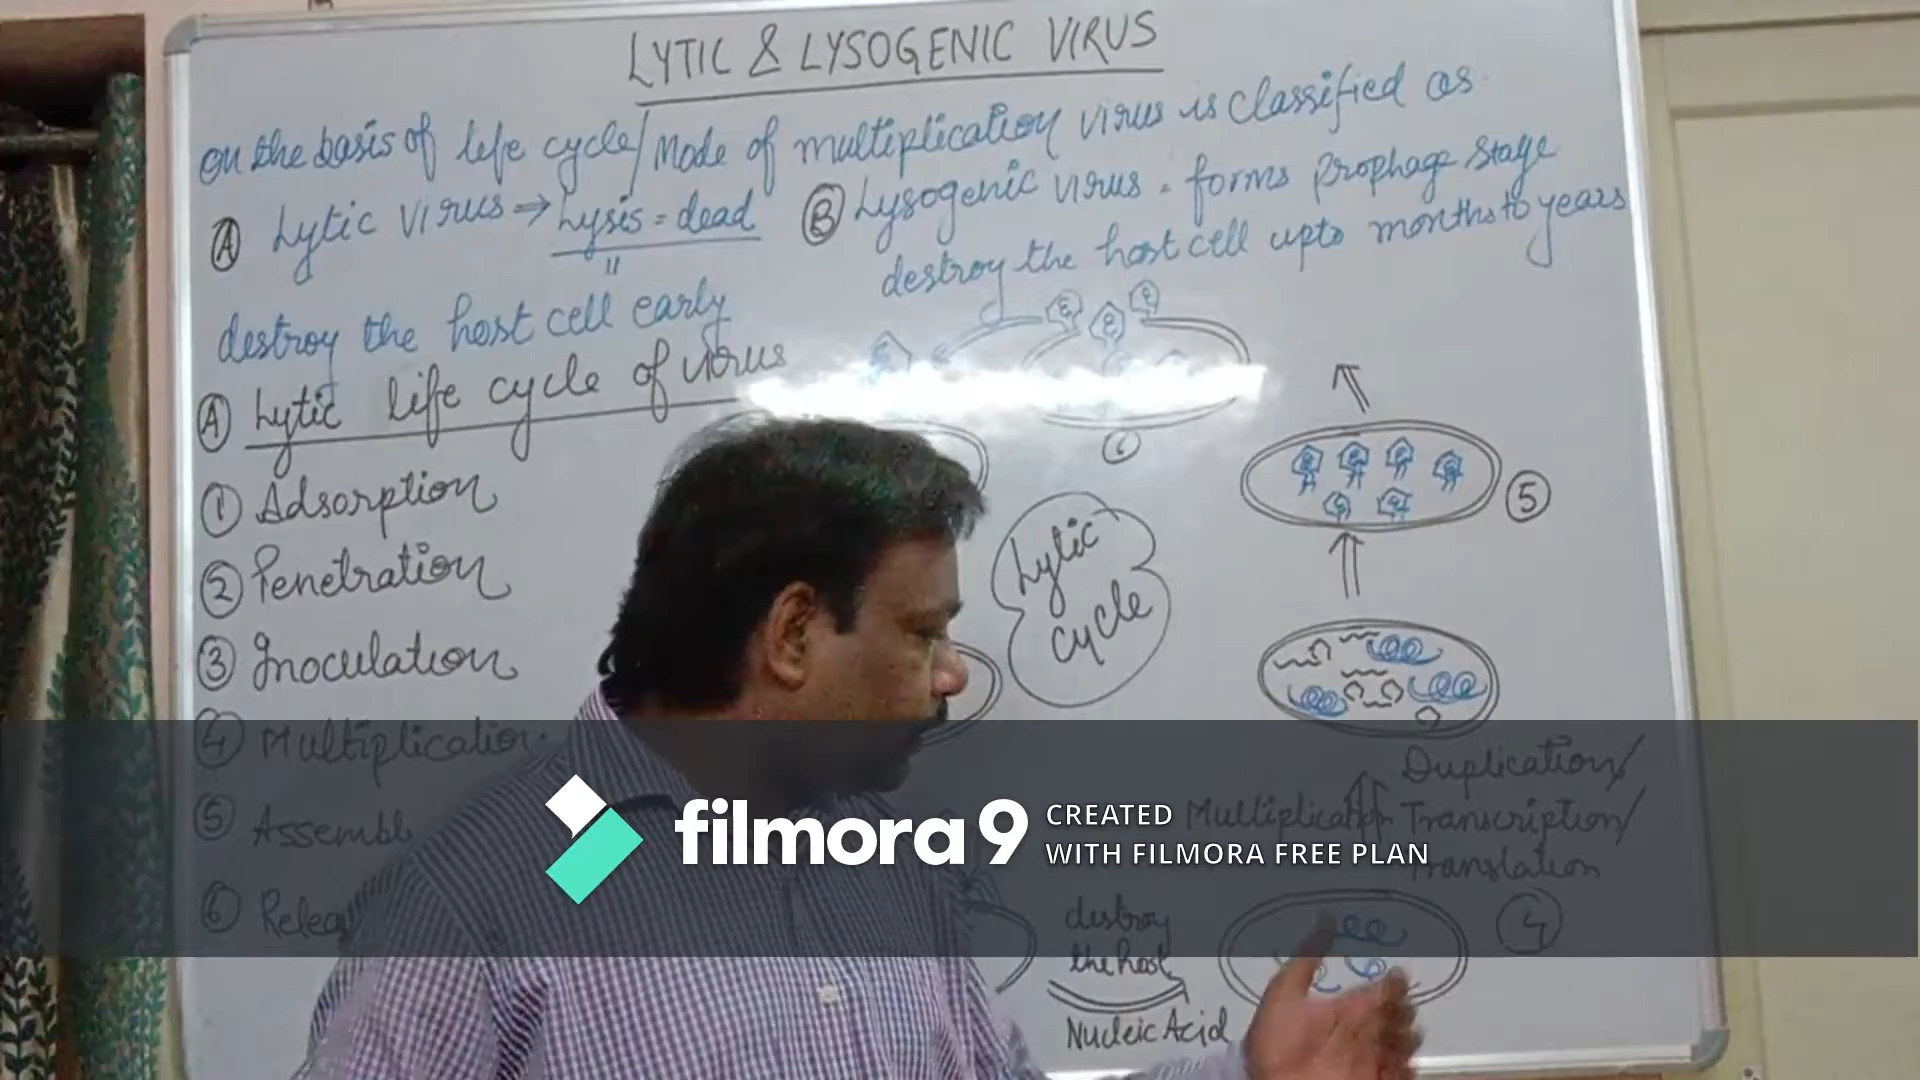 LYTIC & LYSOGENIC VIRUS
on the basis of life cycle/Mode of multiplication virus is classified as
A Lytic virus ⇒ Lysis = dead
"
destroy the host cell early
B Lysogenic virus = forms prophage stage
destroy the host cell upto months to years
A Lytic life cycle of virus
1 Adsorption
2 Penetration
3 Inoculation
4 Multiplication
5 Assembl
6 Relea
6
Lytic
cycle
5
Duplication/
Multiplication Transcription/
Translation
4
destroy
the host
Nucleic Acid
filmora9 CREATED
WITH FILMORA FREE PLAN